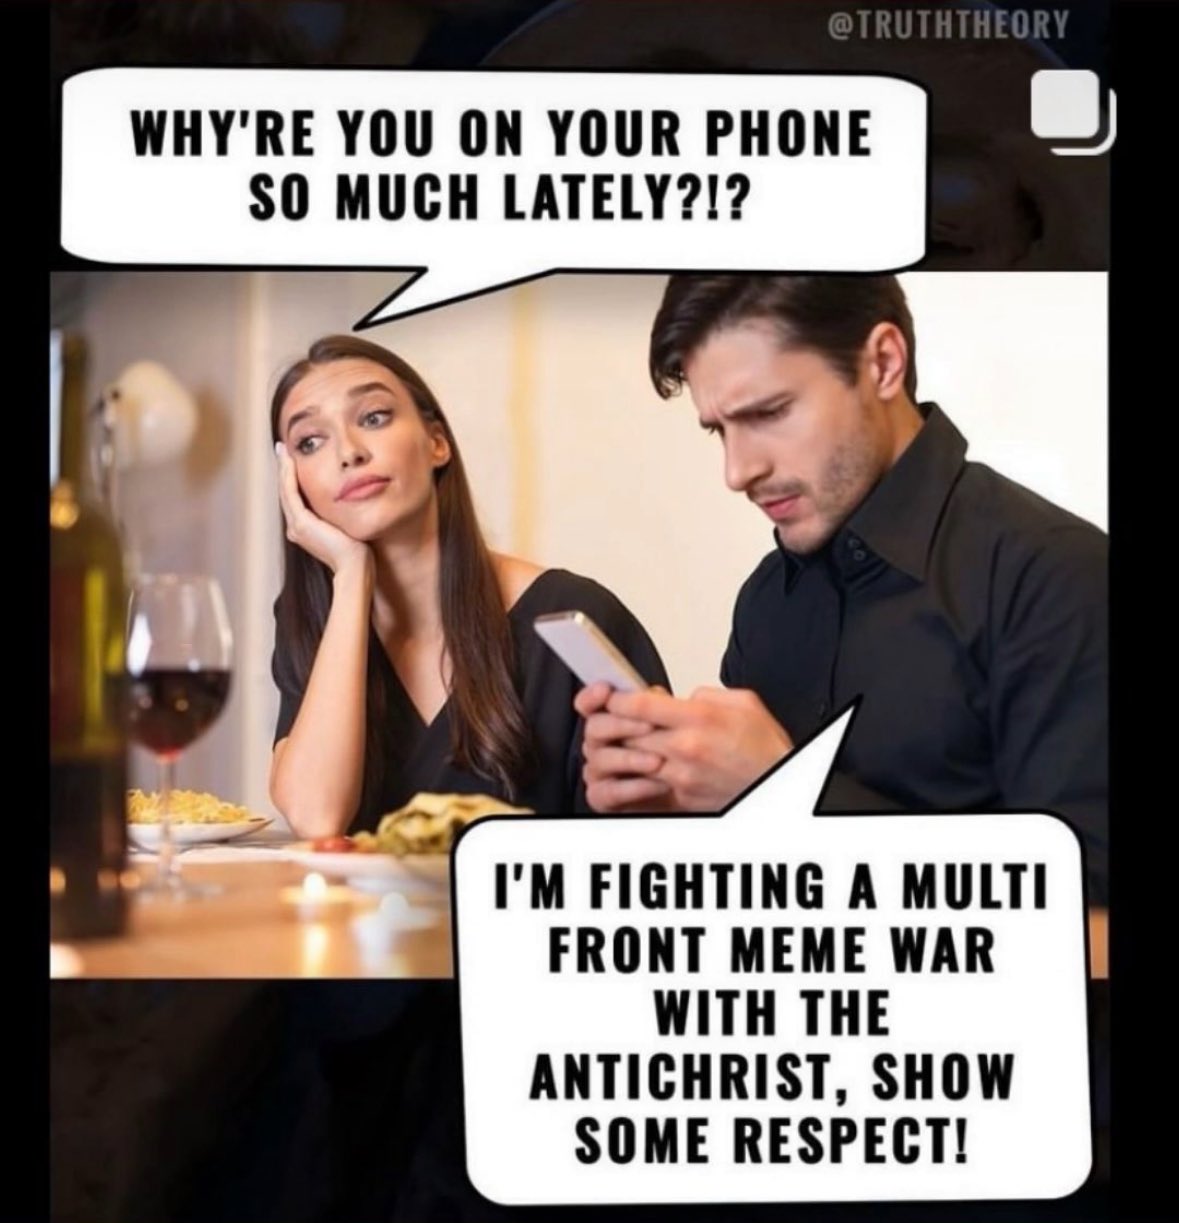 @TRUTHTHEORY
WHY'RE YOU ON YOUR PHONE
SO MUCH LATELY?!?
I'M FIGHTING A MULTI
FRONT MEME WAR
WITH THE
ANTICHRIST, SHOW
SOME RESPECT!